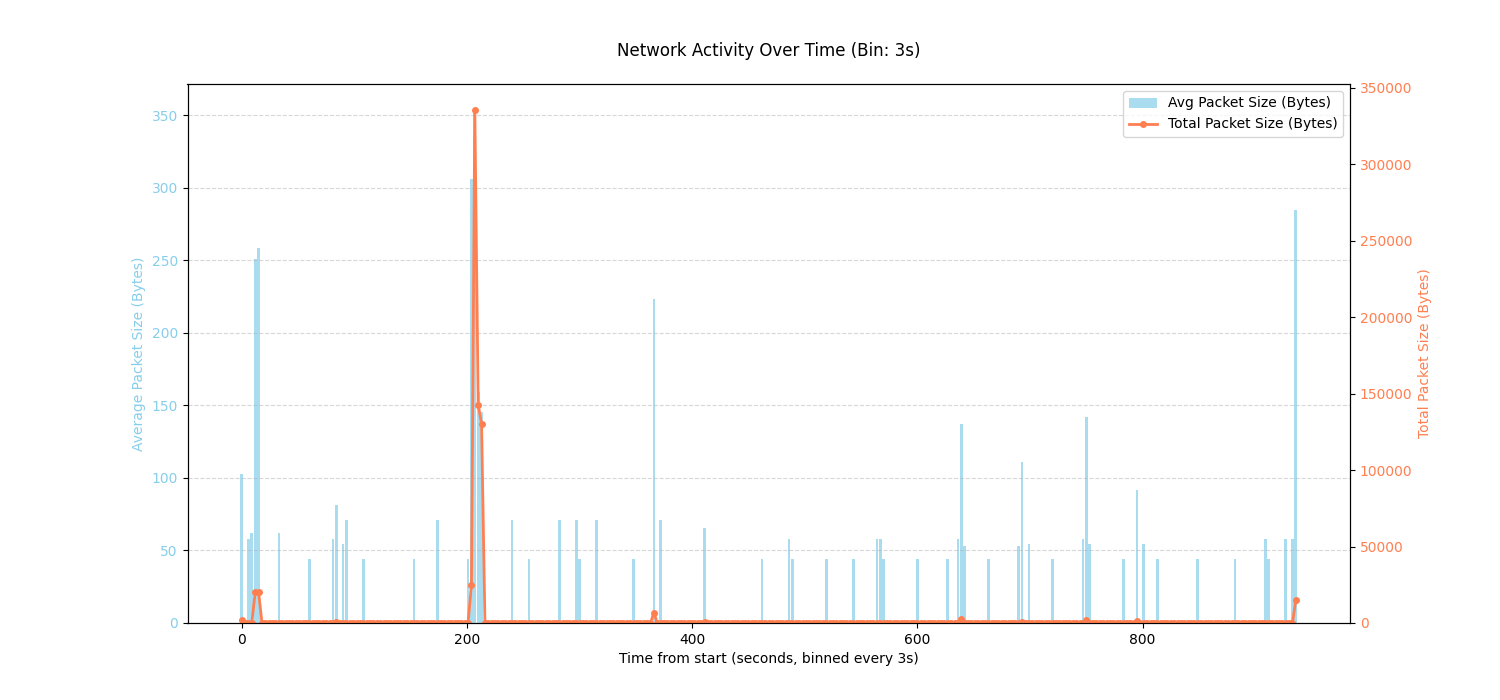 Network Activity Over Time (Bin: 3s)
Avg Packet Size (Bytes)
Total Packet Size (Bytes)
Average Packet Size (Bytes)
350
300
250
200
150
100
50
0
350000
300000
250000
200000
150000
100000
50000
0
Total Packet Size (Bytes)
0 200 400 600 800
Time from start (seconds, binned every 3s)